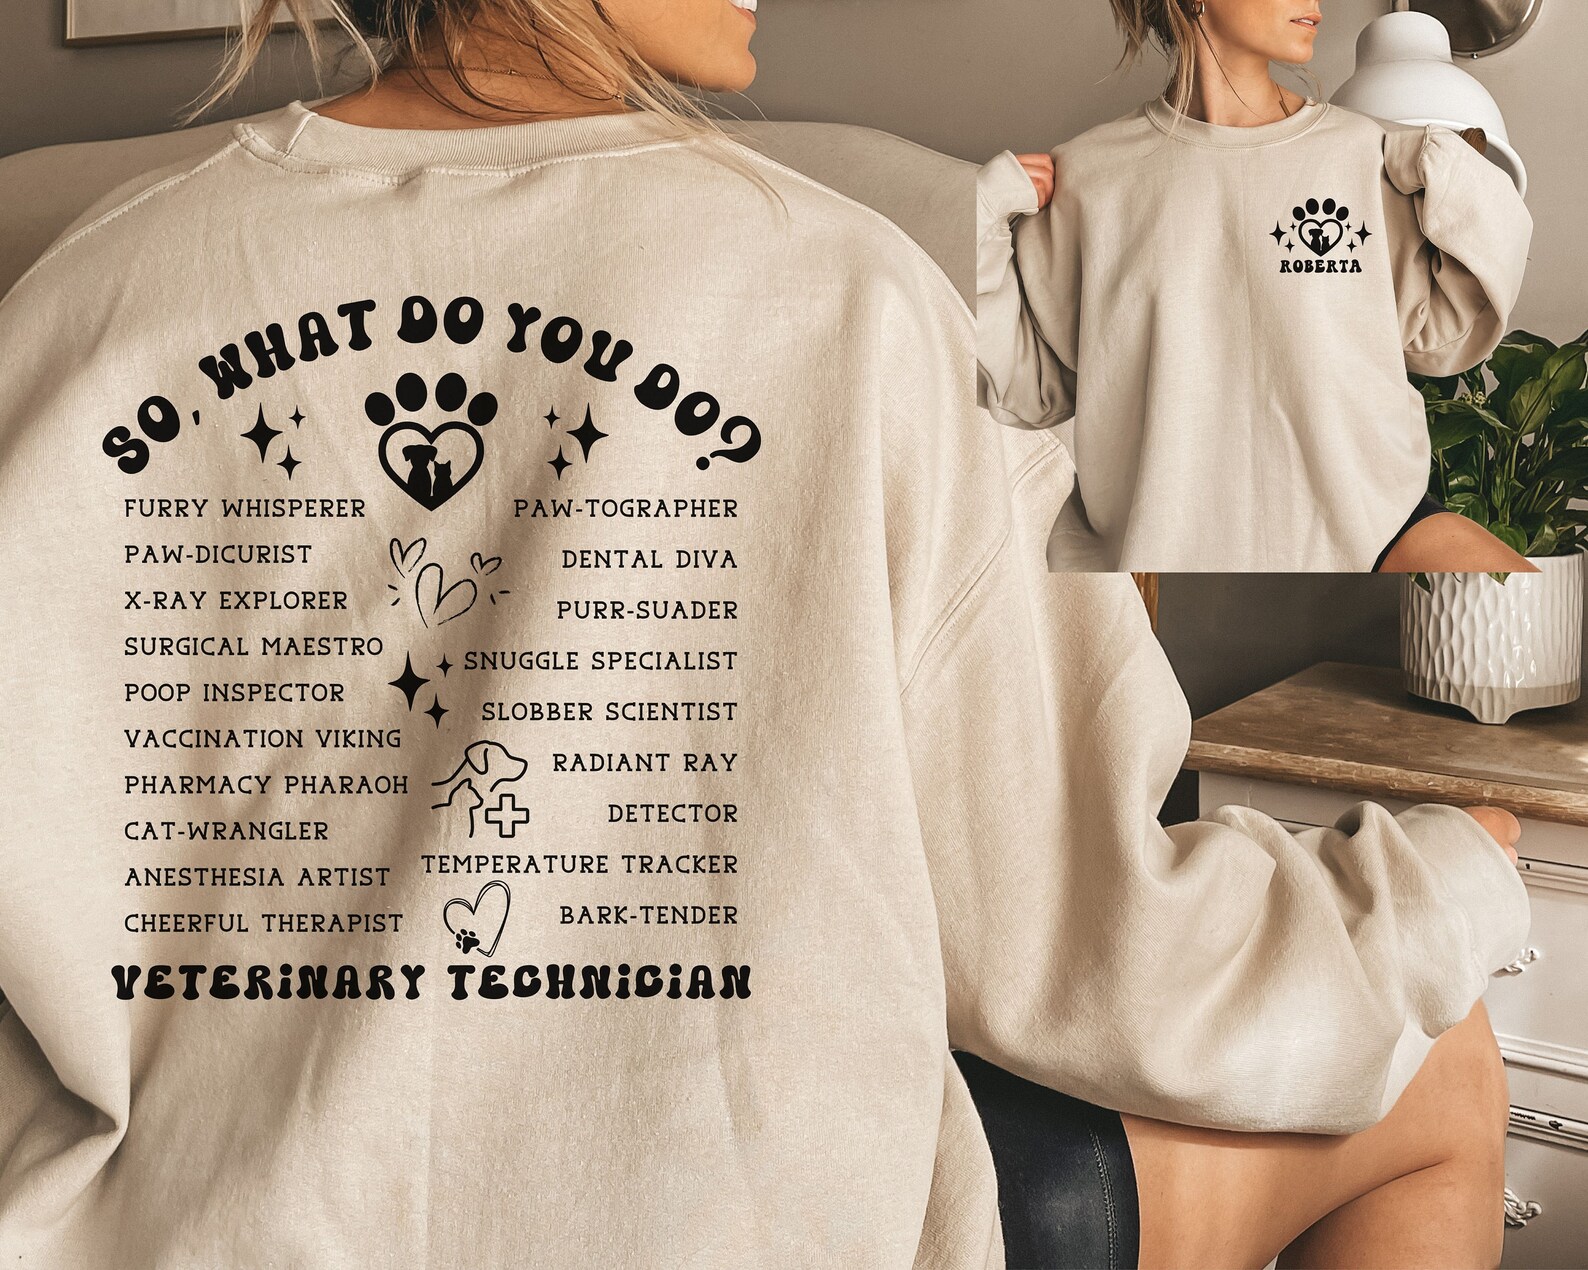 SO, WHAT DO YOU DO?
FURRY WHISPERER
PAW-DICURIST
X-RAY EXPLORER
SURGICAL MAESTRO
POOP INSPECTOR
VACCINATION VIKING
PHARMACY PHARAOH
CAT-WRANGLER
ANESTHESIA ARTIST
CHEERFUL THERAPIST
PAW-TOGRAPHER
DENTAL DIVA
PURR-SUADER
SNUGGLE SPECIALIST
SLOBBER SCIENTIST
RADIANT RAY
DETECTOR
TEMPERATURE TRACKER
BARK-TENDER
VETERINARY TECHNICIAN
ROBERTA